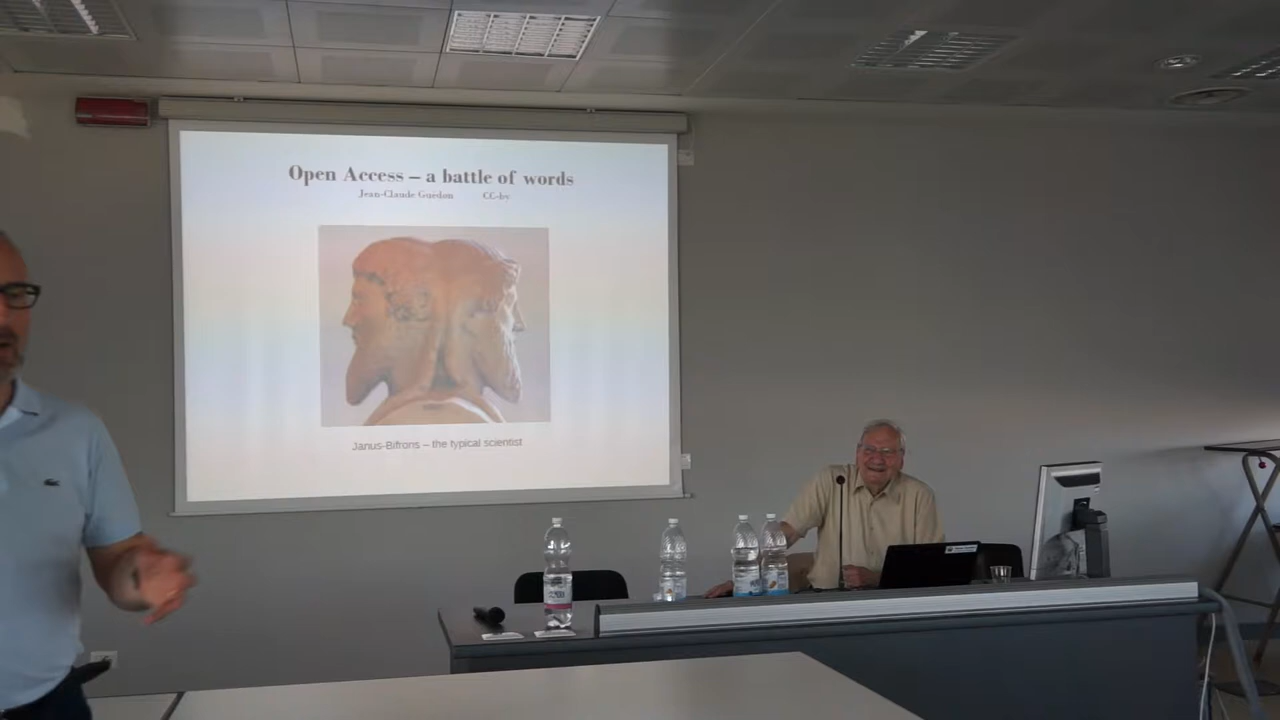 Open Access – a battle of words
Jean-Claude Guédon CC-by
Janus-Bifrons – the typical scientist